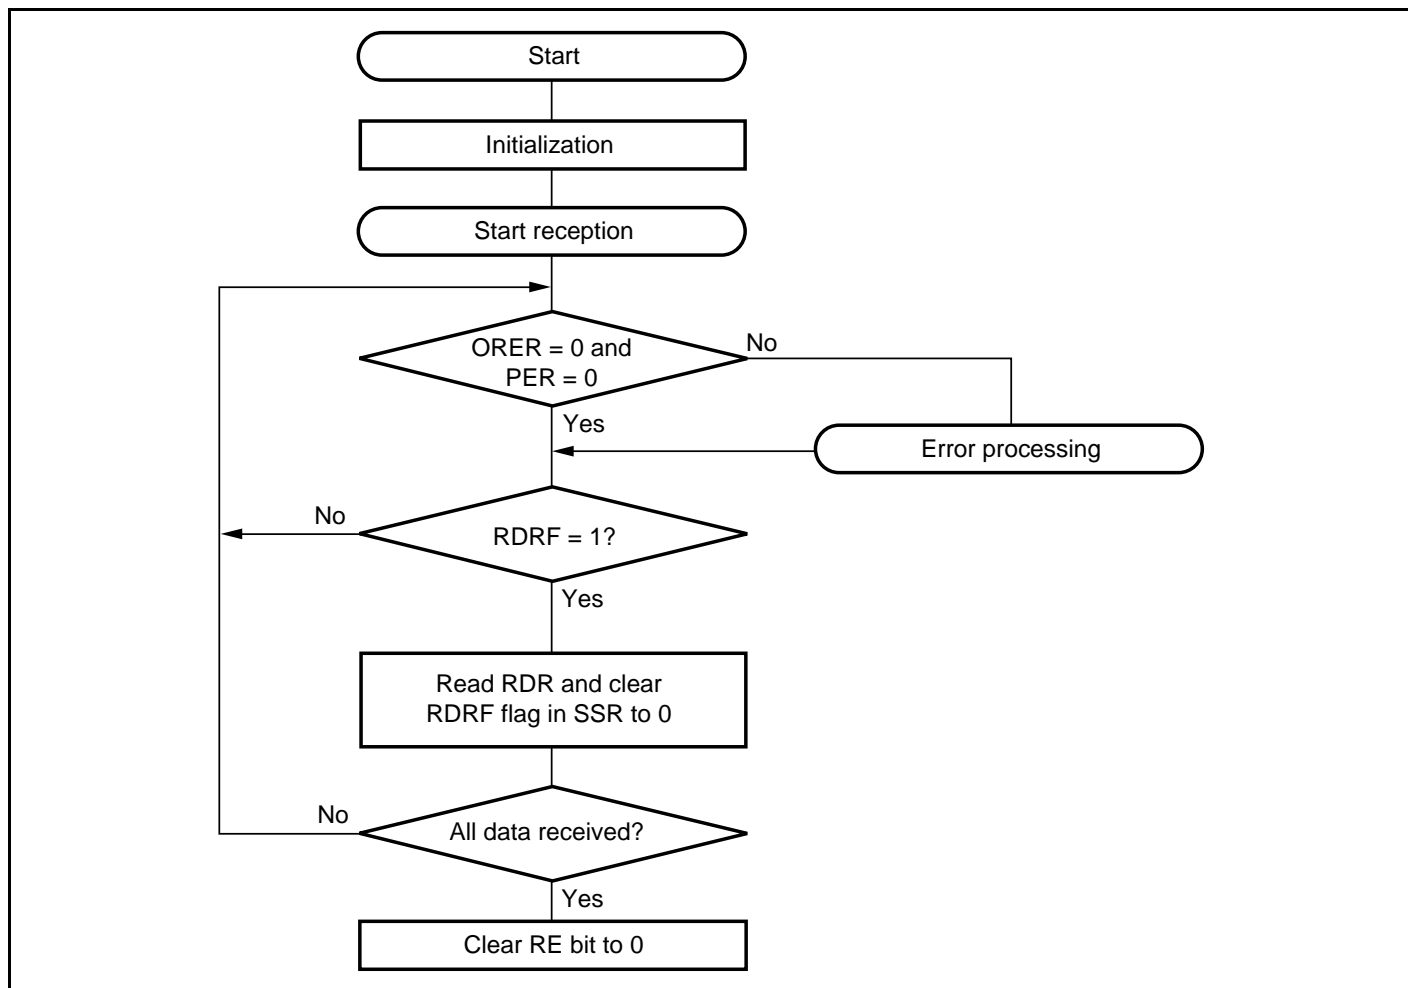 Start
Initialization
Start reception
ORER = 0 and
PER = 0
No
Yes
Error processing
No
RDRF = 1?
Yes
Read RDR and clear
RDRF flag in SSR to 0
No
All data received?
Yes
Clear RE bit to 0